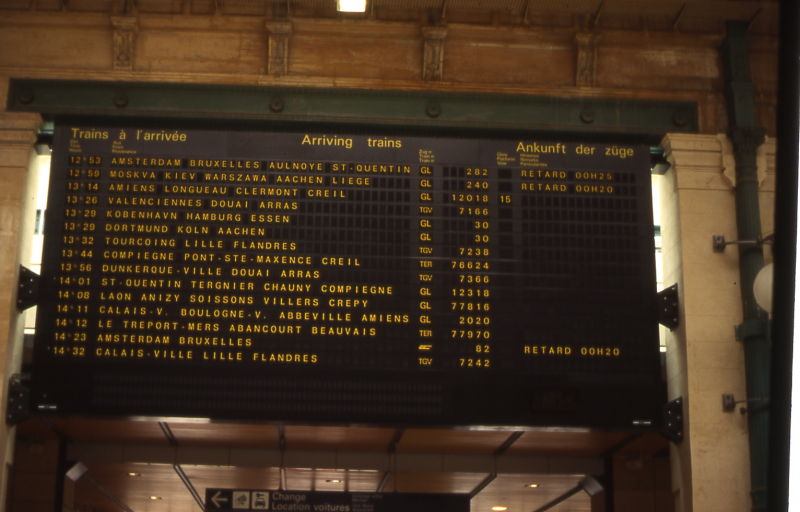 Trains à l'arrivée Arriving trains Ankunft der züge
12 53 AMSTERDAM BRUXELLES AULNOYE ST-QUENTIN GL 282 RETARD 00H25
12 59 MOSKVA KIEV WARSZAWA AACHEN LIEGE GL 240 RETARD 00H20
13 14 AMIENS LONGUEAU CLERMONT CREIL GL 12018 15
13 26 VALENCIENNES DOUAI ARRAS TGV 7166
13 29 KOBENHAVN HAMBURG ESSEN GL 30
13 29 DORTMUND KOLN AACHEN GL 30
13 32 TOURCOING LILLE FLANDRES TGV 7238
13 44 COMPIEGNE PONT-STE-MAXENCE CREIL TER 76624
13 56 DUNKERQUE-VILLE DOUAI ARRAS TGV 7366
14 01 ST-QUENTIN TERGNIER CHAUNY COMPIEGNE GL 12318
14 08 LAON ANIZY SOISSONS VILLERS CREPY GL 77816
14 11 CALAIS-V. BOULOGNE-V. ABBEVILLE AMIENS GL 2020
14 12 LE TREPORT-MERS ABANCOURT BEAUVAIS TER 77970
14 23 AMSTERDAM BRUXELLES 82 RETARD 00H20
14 32 CALAIS-VILLE LILLE FLANDRES TGV 7242
Change
Location voitures